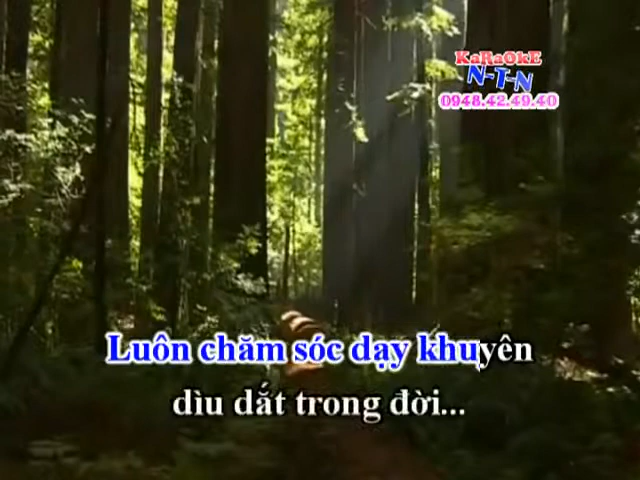 KaRaOkE
N-T-N
0948.42.49.40
Luôn chăm sóc dạy khuyên
dìu dắt trong đời...